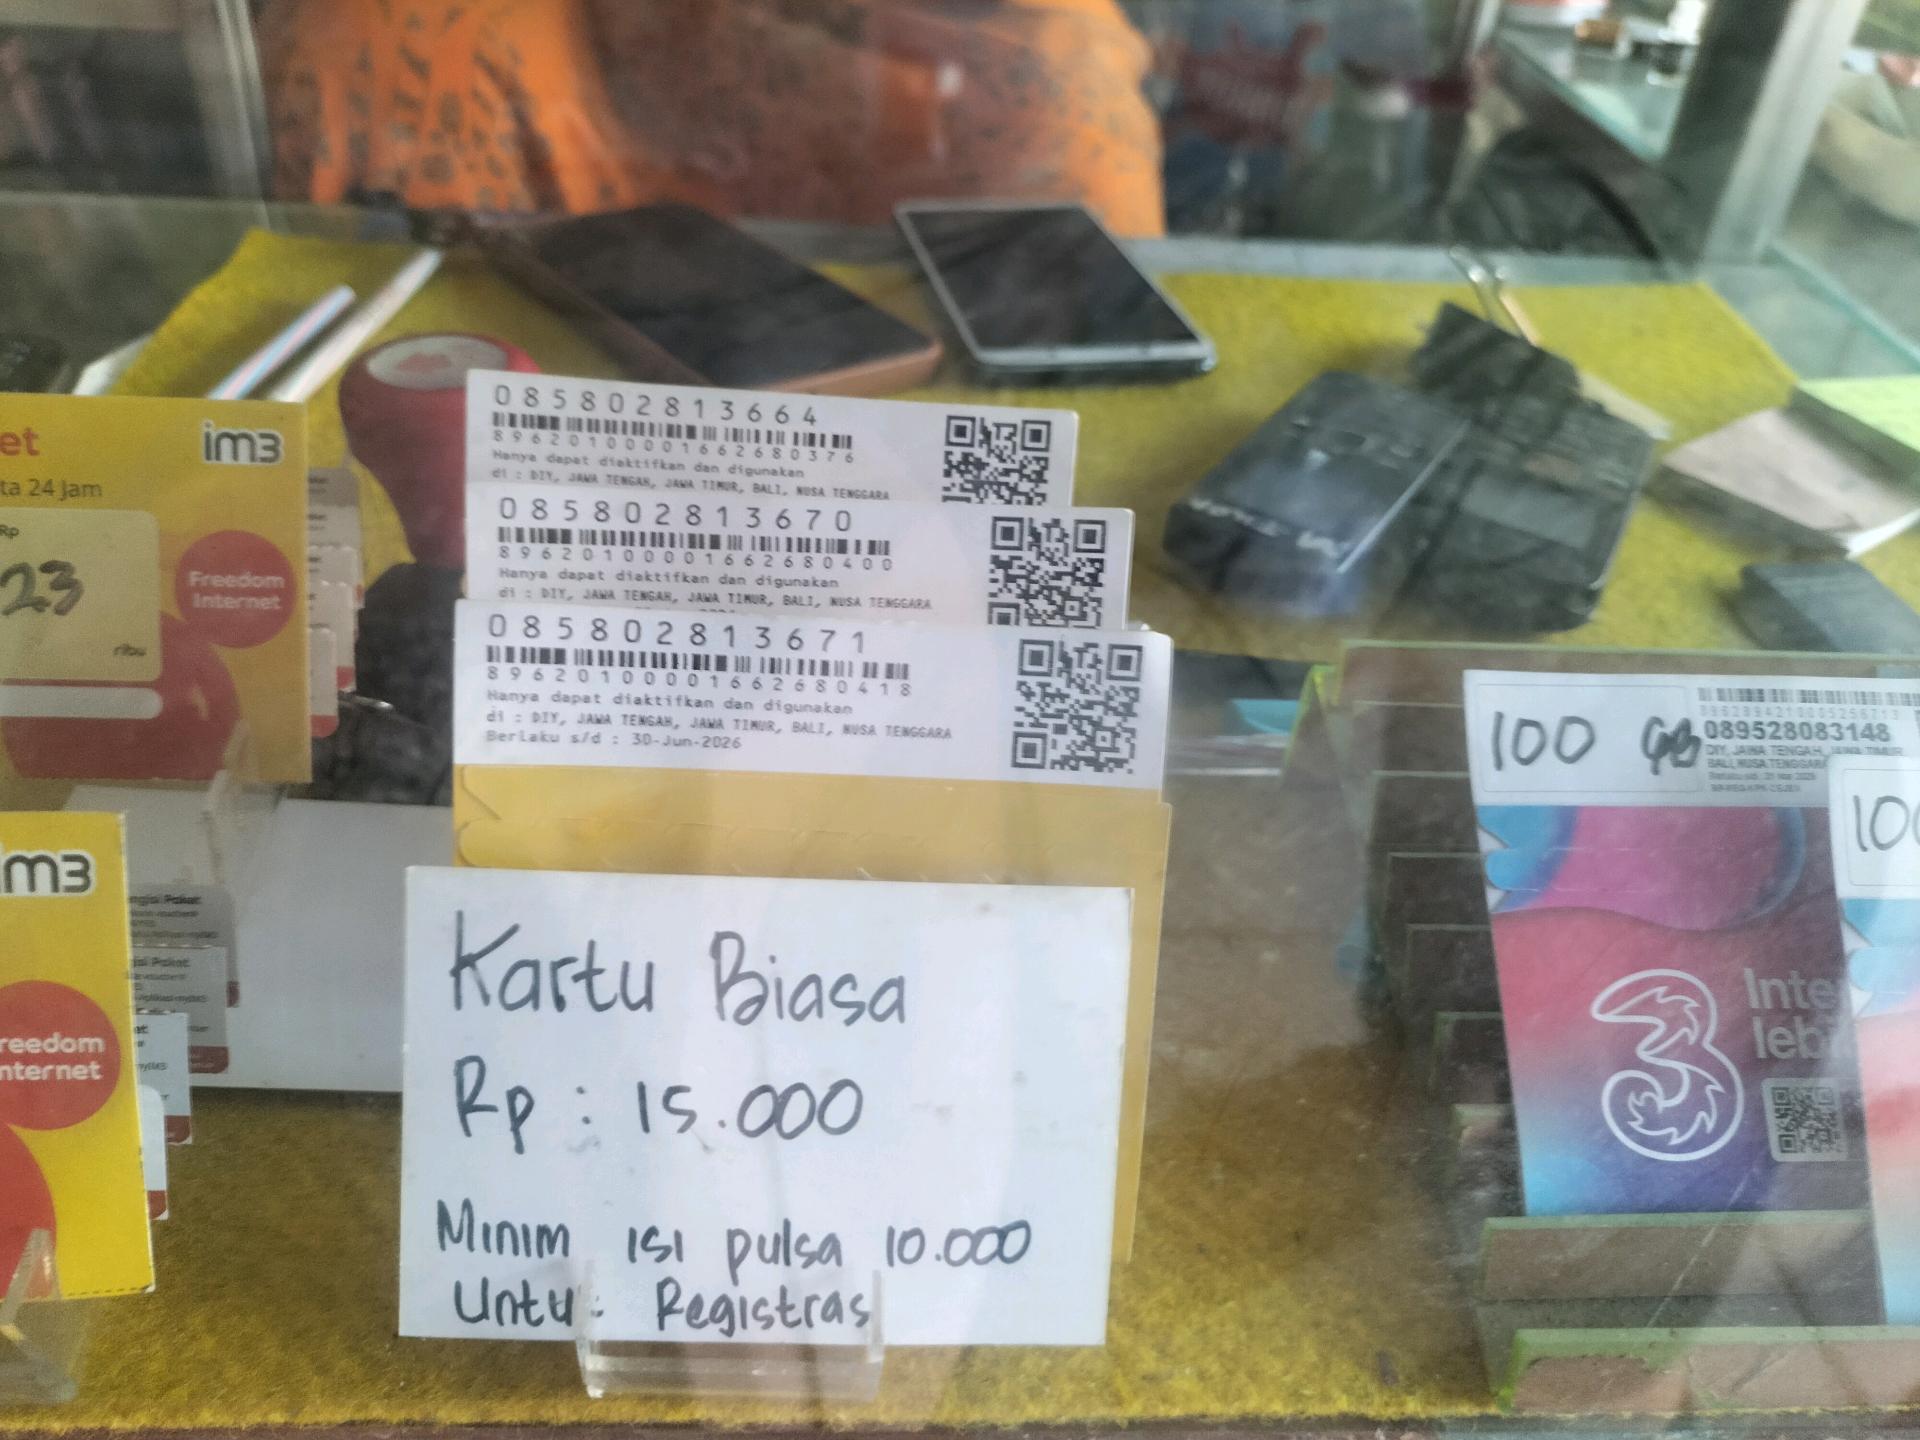 et
im3
ta 24 Jam
Rp
23
ribu
Freedom
Internet
085802813664
89620100001662680376
Hanya dapat diaktifkan dan digunakan
di : DIY, JAWA TENGAH, JAWA TIMUR, BALI, NUSA TENGGARA
085802813670
89620100001662680400
Hanya dapat diaktifkan dan digunakan
di : DIY, JAWA TENGAH, JAWA TIMUR, BALI, NUSA TENGGARA
085802813671
89620100001662680418
Hanya dapat diaktifkan dan digunakan
di : DIY, JAWA TENGAH, JAWA TIMUR, BALI, NUSA TENGGARA
Berlaku s/d : 30-Jun-2026
Kartu Biasa
Rp : 15.000
Minim isi pulsa 10.000
Untuk Registras
im3
reedom
nternet
Paket
100 GB
089528083148
DIY, JAWA TENGAH, JAWA TIMUR,
BALI, NUSA TENGGARA
3
Inte
lebi
100